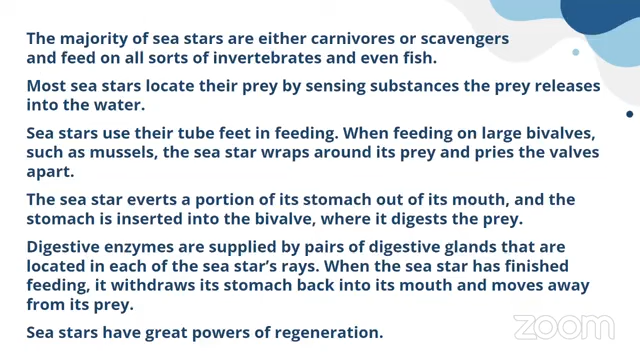 The majority of sea stars are either carnivores or scavengers
and feed on all sorts of invertebrates and even fish.
Most sea stars locate their prey by sensing substances the prey releases
into the water.
Sea stars use their tube feet in feeding. When feeding on large bivalves,
such as mussels, the sea star wraps around its prey and pries the valves
apart.
The sea star everts a portion of its stomach out of its mouth, and the
stomach is inserted into the bivalve, where it digests the prey.
Digestive enzymes are supplied by pairs of digestive glands that are
located in each of the sea star’s rays. When the sea star has finished
feeding, it withdraws its stomach back into its mouth and moves away
from its prey.
Sea stars have great powers of regeneration.
zoom